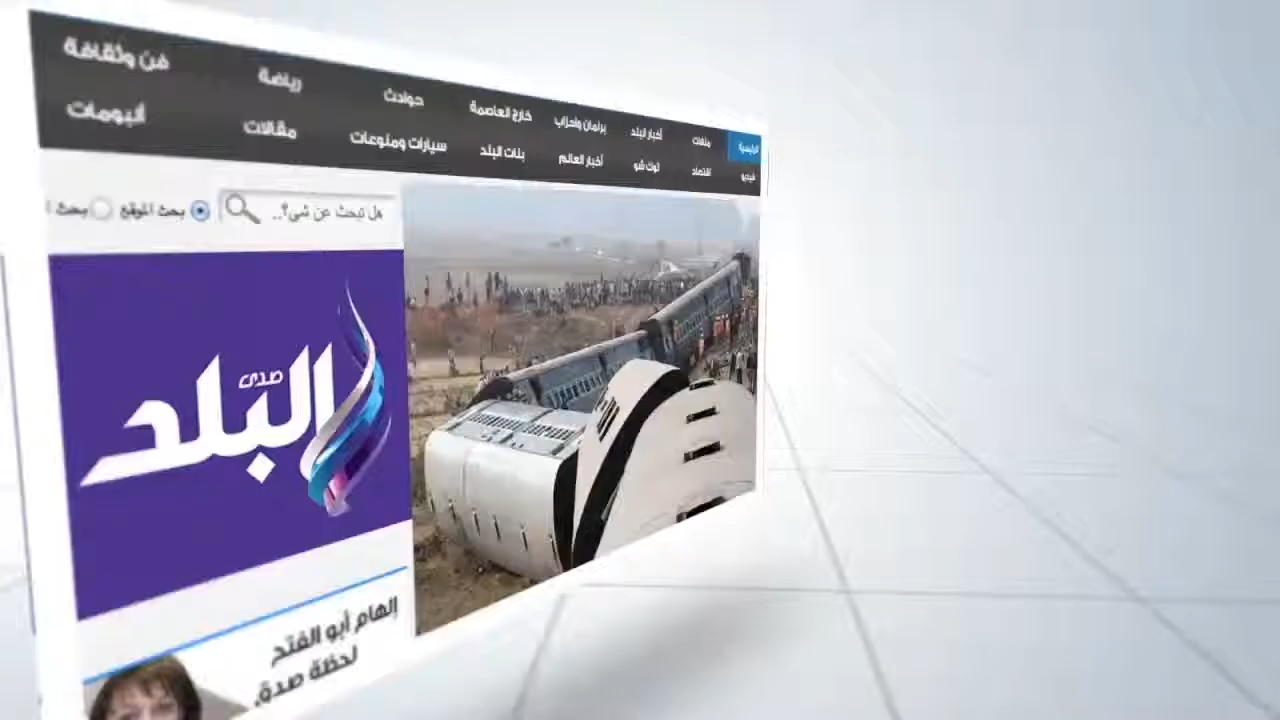 الرئيسية ملفات أخبار البلد برلمان وأحزاب خارج العاصمة حوادث رياضة فن وثقافة
فيديو اقتصاد توك شو أخبار العالم بنات البلد سيارات ومنوعات مقالات ألبومات
هل تبحث عن شيء؟.. بحث الموقع بحث
صدى
البلد
إلهام أبو الفتح
لحظة صدق